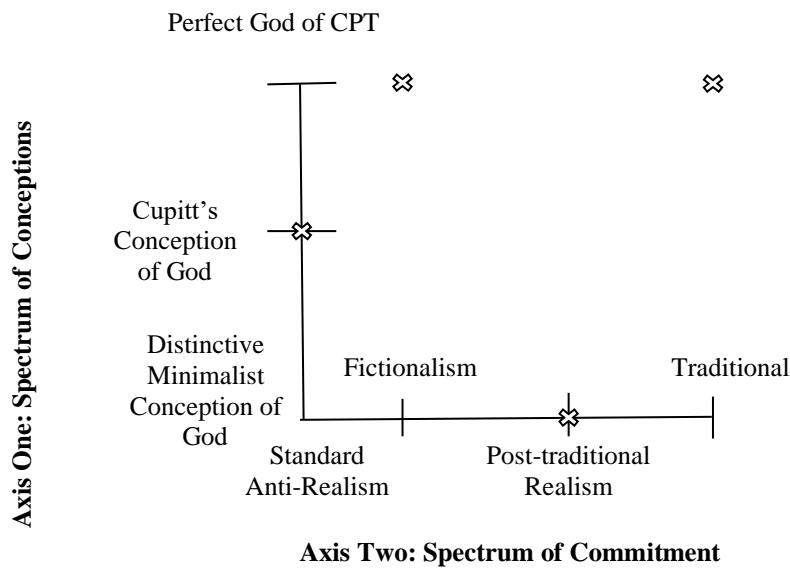 Perfect God of CPT
Axis One: Spectrum of Conceptions
Cupitt’s
Conception
of God
Distinctive
Minimalist
Conception of
God
Fictionalism
Traditional
Standard
Anti-Realism
Post-traditional
Realism
Axis Two: Spectrum of Commitment